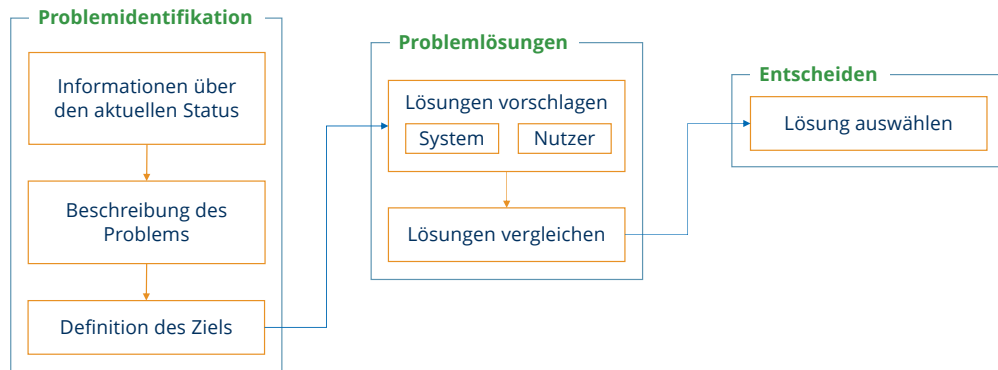 Problemidentifikation
Informationen über
den aktuellen Status
Beschreibung des
Problems
Definition des Ziels
Problemlösungen
Lösungen vorschlagen
System
Nutzer
Lösungen vergleichen
Entscheiden
Lösung auswählen